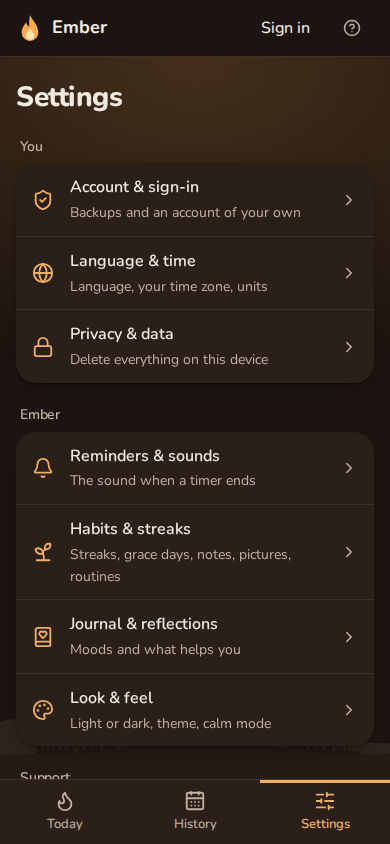 Ember
Sign in
Settings
You
Account & sign-in
Backups and an account of your own
Language & time
Language, your time zone, units
Privacy & data
Delete everything on this device
Ember
Reminders & sounds
The sound when a timer ends
Habits & streaks
Streaks, grace days, notes, pictures,
routines
Journal & reflections
Moods and what helps you
Look & feel
Light or dark, theme, calm mode
Support
Today
History
Settings